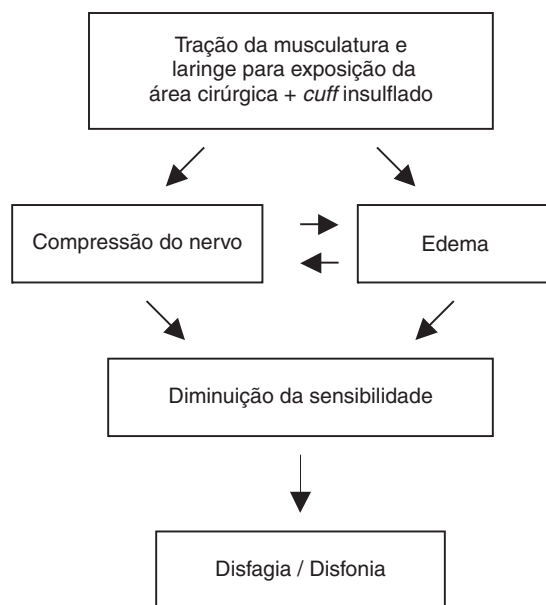 Tração da musculatura e
laringe para exposição da
área cirúrgica + cuff insuflado
Compressão do nervo
Edema
Diminuição da sensibilidade
Disfagia / Disfonia